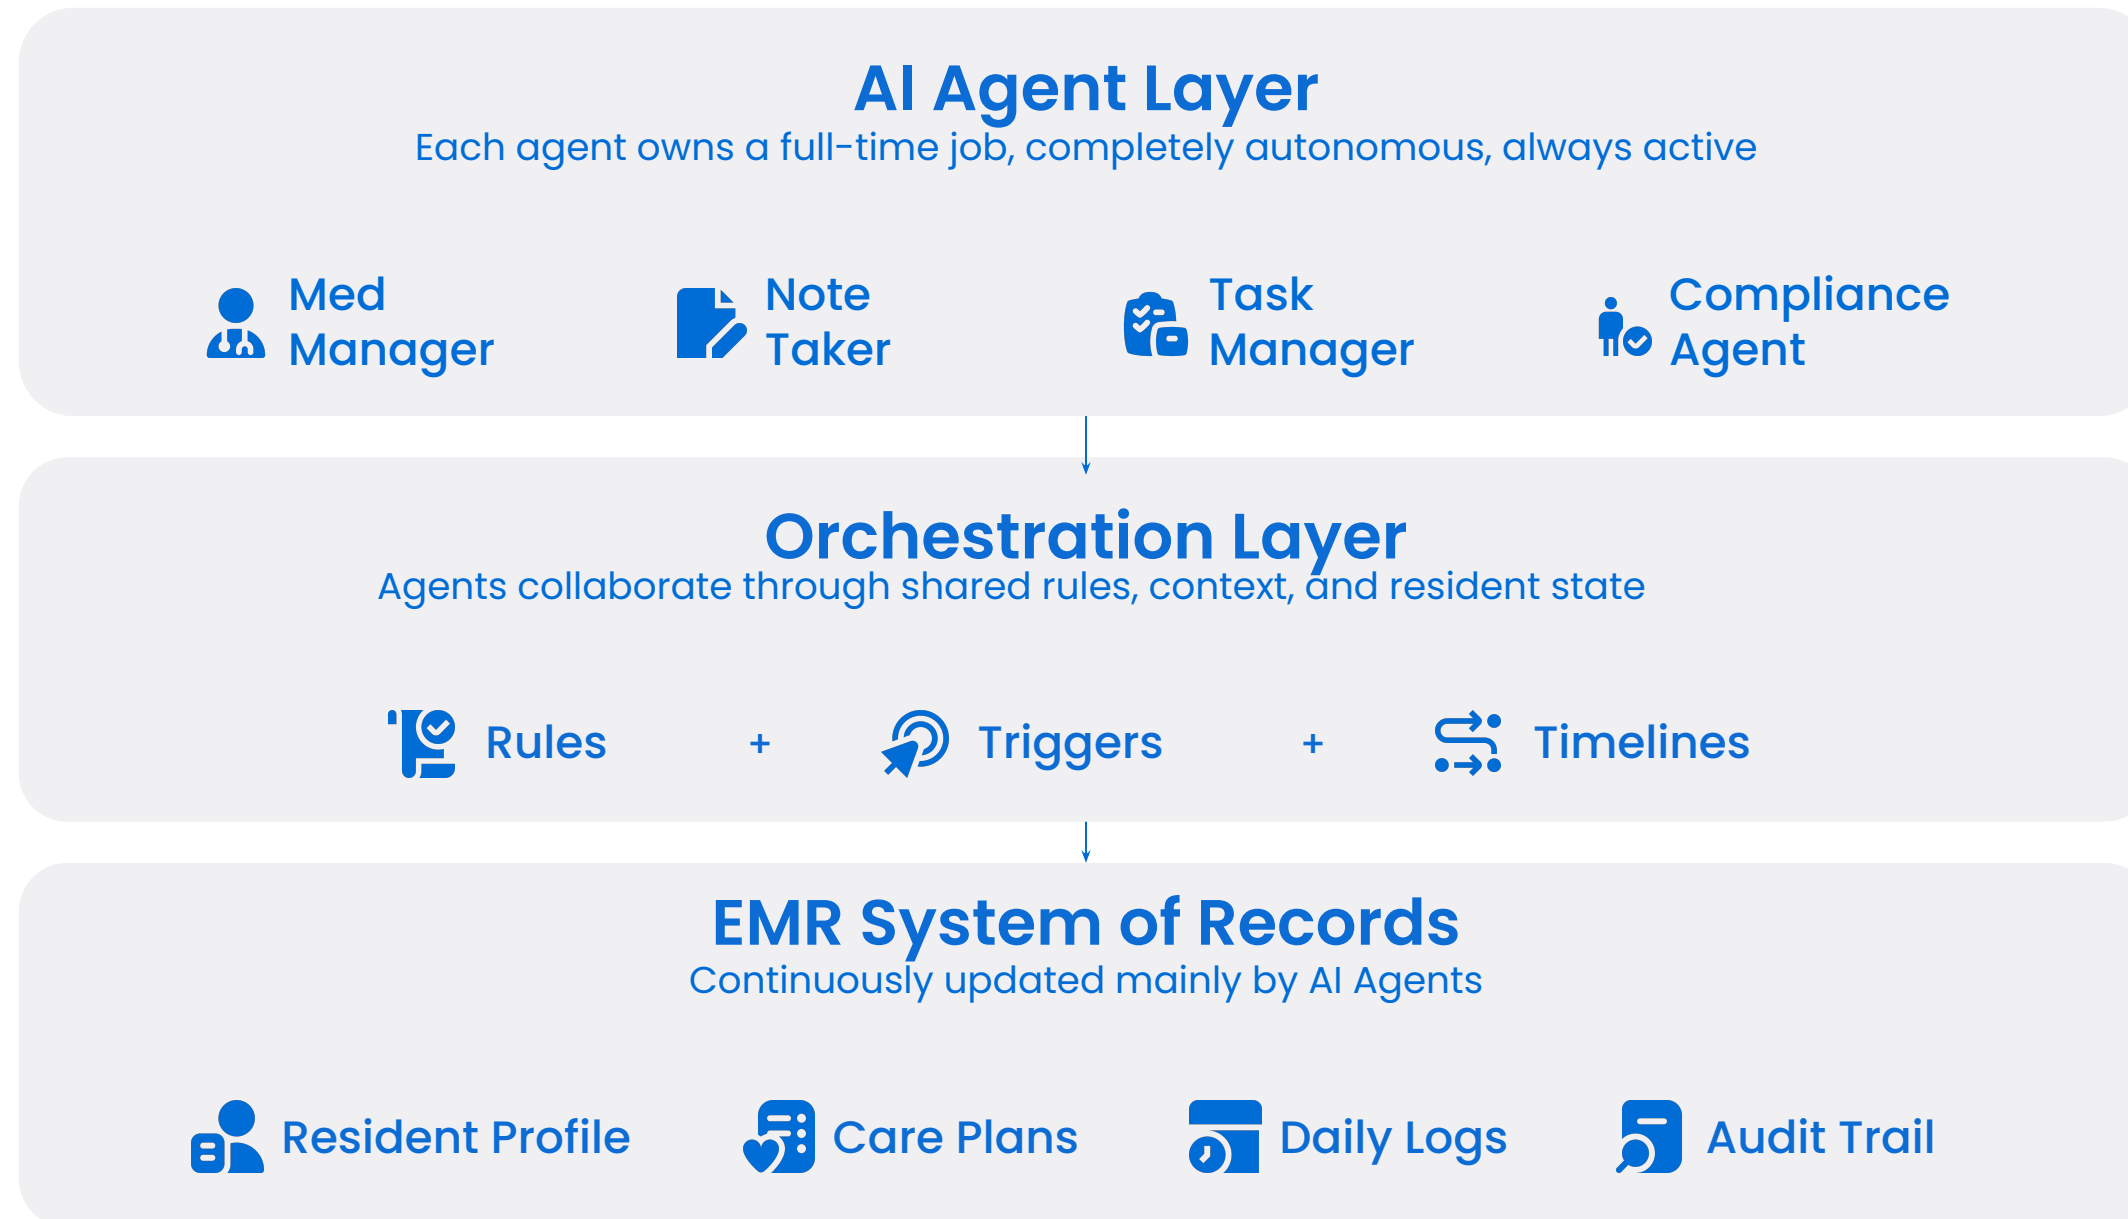 AI Agent Layer
Each agent owns a full-time job, completely autonomous, always active
Med
Manager
Note
Taker
Task
Manager
Compliance
Agent
Orchestration Layer
Agents collaborate through shared rules, context, and resident state
Rules + Triggers + Timelines
EMR System of Records
Continuously updated mainly by AI Agents
Resident Profile
Care Plans
Daily Logs
Audit Trail